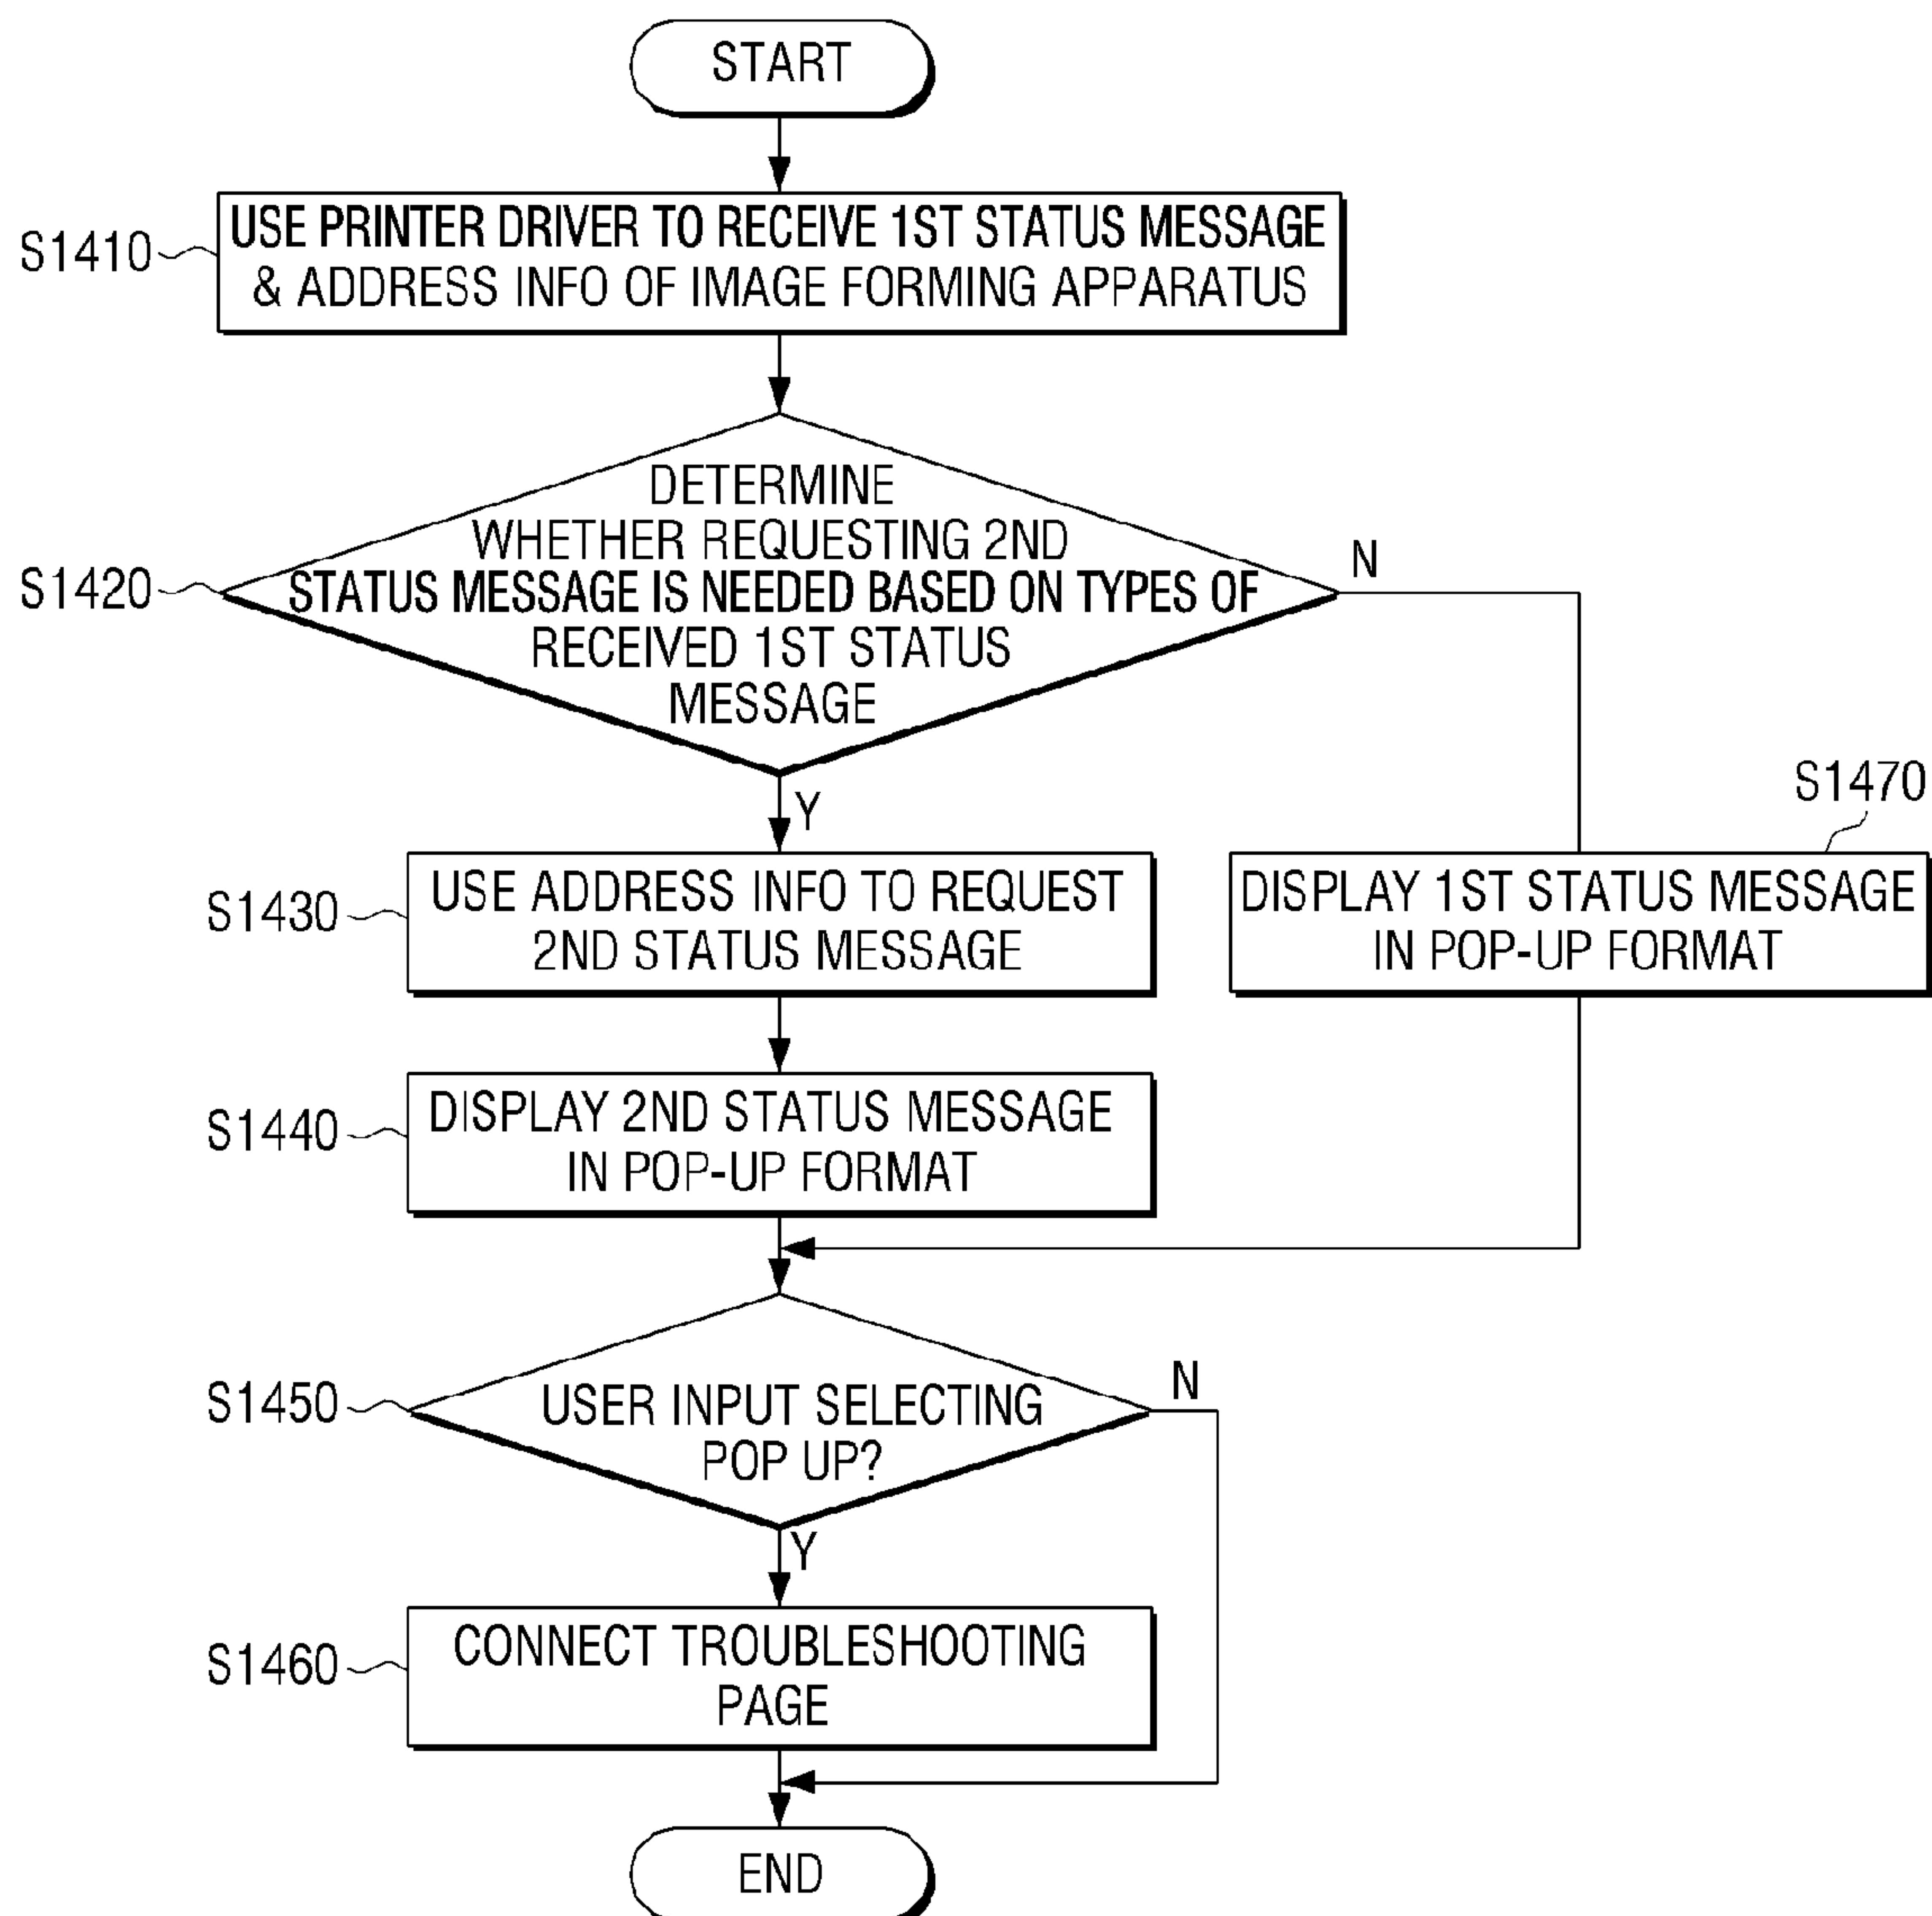 START
S1410
USE PRINTER DRIVER TO RECEIVE 1ST STATUS MESSAGE
& ADDRESS INFO OF IMAGE FORMING APPARATUS
S1420
DETERMINE
WHETHER REQUESTING 2ND
STATUS MESSAGE IS NEEDED BASED ON TYPES OF
RECEIVED 1ST STATUS
MESSAGE
N
Y
S1470
DISPLAY 1ST STATUS MESSAGE
IN POP-UP FORMAT
S1430
USE ADDRESS INFO TO REQUEST
2ND STATUS MESSAGE
S1440
DISPLAY 2ND STATUS MESSAGE
IN POP-UP FORMAT
S1450
USER INPUT SELECTING
POP UP?
N
Y
S1460
CONNECT TROUBLESHOOTING
PAGE
END